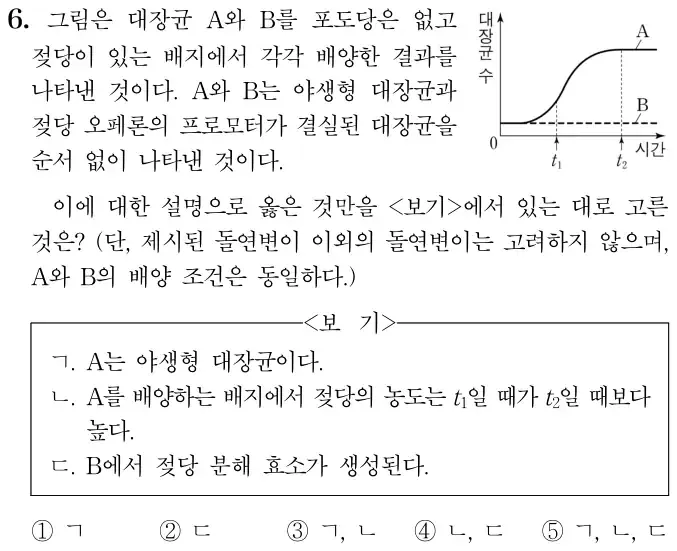 6. 그림은 대장균 A와 B를 포도당은 없고
젖당이 있는 배지에서 각각 배양한 결과를
나타낸 것이다. A와 B는 야생형 대장균과
젖당 오페론의 프로모터가 결실된 대장균을
순서 없이 나타낸 것이다.
대장균 수
A
B
0
t₁
t₂
시간
이에 대한 설명으로 옳은 것만을 <보기>에서 있는 대로 고른
것은? (단, 제시된 돌연변이 이외의 돌연변이는 고려하지 않으며,
A와 B의 배양 조건은 동일하다.)
<보 기>
ㄱ. A는 야생형 대장균이다.
ㄴ. A를 배양하는 배지에서 젖당의 농도는 t₁일 때가 t₂일 때보다
높다.
ㄷ. B에서 젖당 분해 효소가 생성된다.
① ㄱ ② ㄷ ③ ㄱ, ㄴ ④ ㄴ, ㄷ ⑤ ㄱ, ㄴ, ㄷ